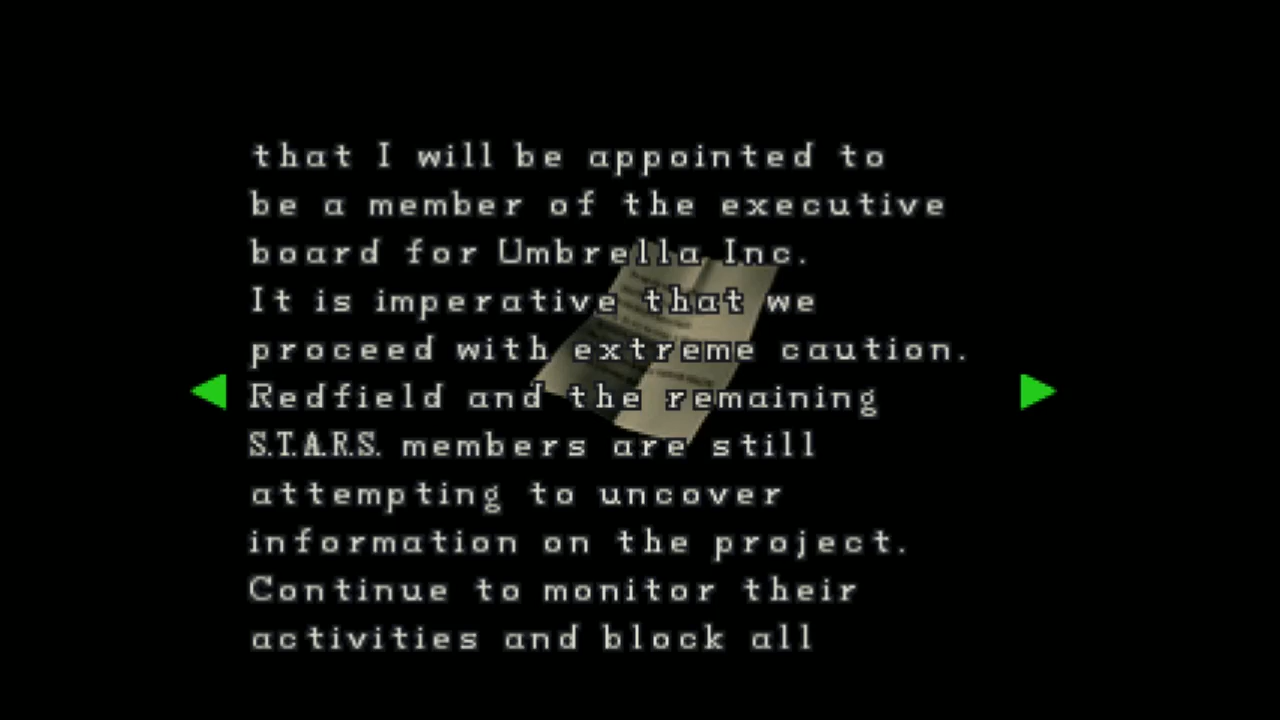 that I will be appointed to
be a member of the executive
board for Umbrella Inc.
It is imperative that we
proceed with extreme caution.
Redfield and the remaining
S.T.A.R.S. members are still
attempting to uncover
information on the project.
Continue to monitor their
activities and block all